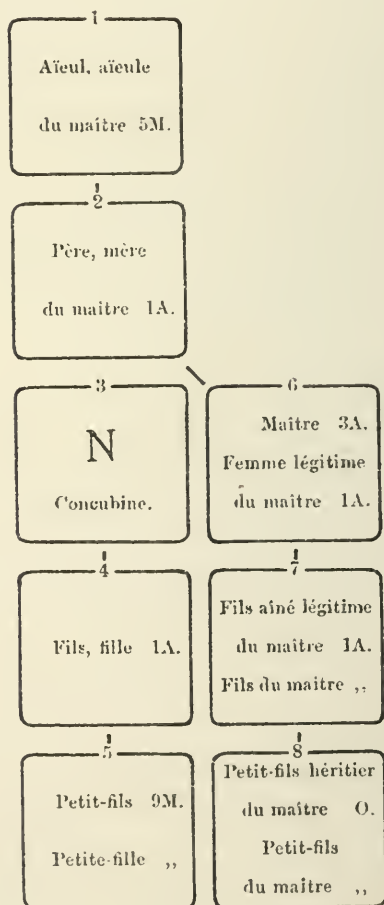 1
Aïeul, aïeule
du maître 5M.
2
Père, mère
du maitre 1A.
3
N
Concubine.
6
Maître 3A.
Femme légitime
du maître 1A.
4
Fils, fille 1A.
7
Fils aîné légitime
du maître 1A.
Fils du maitre ,,
5
Petit-fils 9M.
Petite-fille ,,
8
Petit-fils héritier
du maître O.
Petit-fils
du maître ,,